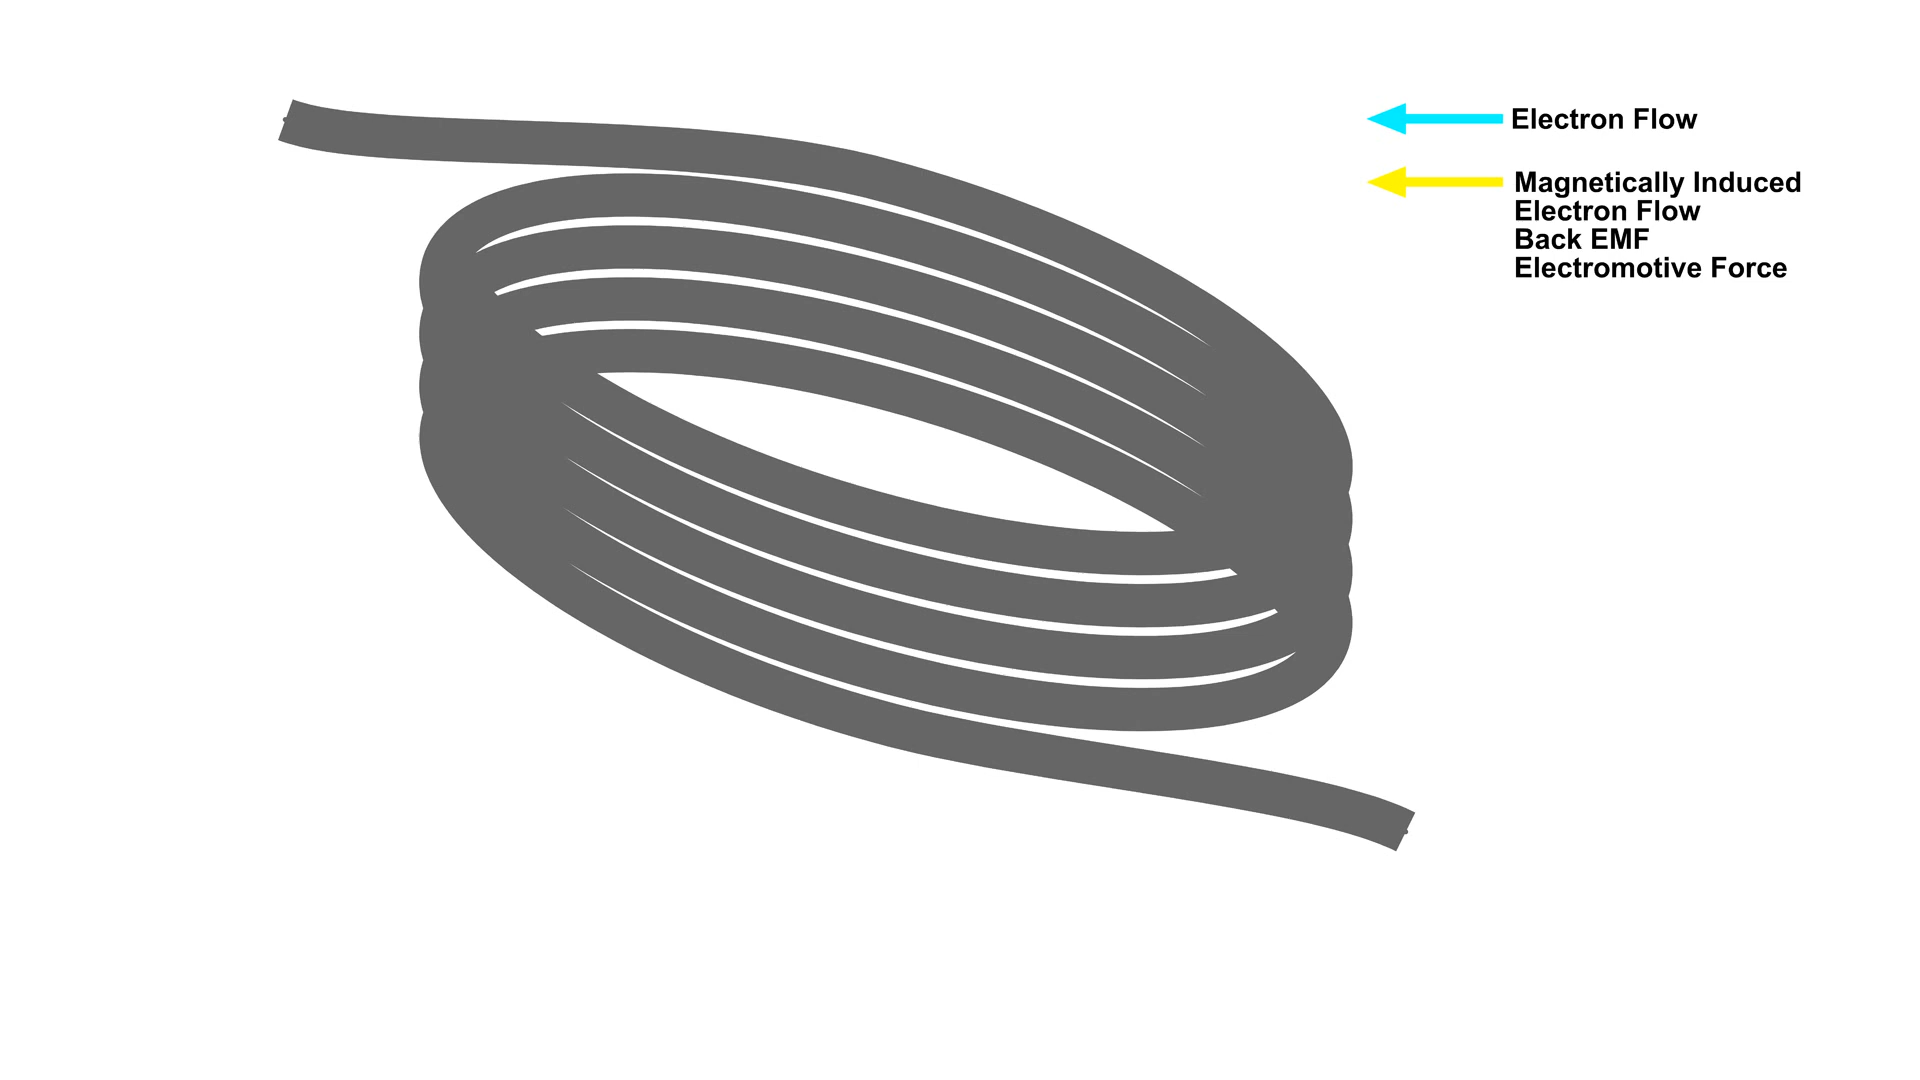 Electron Flow
Magnetically Induced
Electron Flow
Back EMF
Electromotive Force